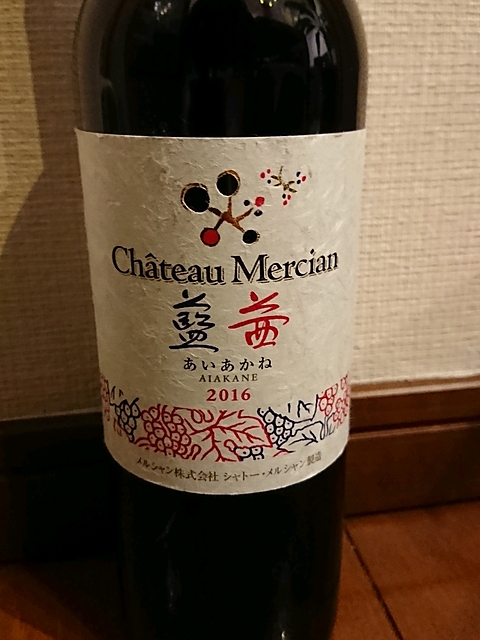 Château Mercian
藍茜
あいあかね
AIAKANE
2016
メルシャン株式会社 シャトー・メルシャン製造